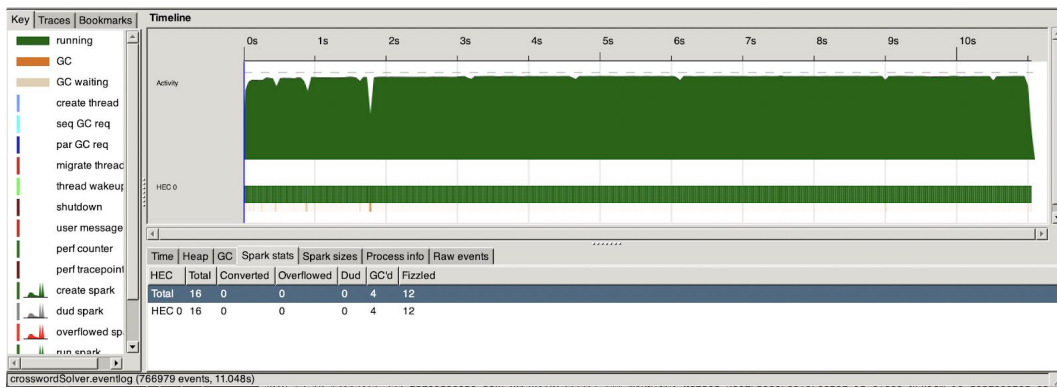 Key Traces Bookmarks
running
GC
GC waiting
create thread
seq GC req
par GC req
migrate thread
thread wakeup
shutdown
user message
perf counter
perf tracepoint
create spark
dud spark
overflowed sp
run spark
Timeline
0s 1s 2s 3s 4s 5s 6s 7s 8s 9s 10s
Activity
HEC 0
Time Heap GC Spark stats Spark sizes Process info Raw events
HEC Total Converted Overflowed Dud GC'd Fizzled
Total 16 0 0 0 4 12
HEC 0 16 0 0 0 4 12
crosswordSolver.eventlog (766979 events, 11.048s)